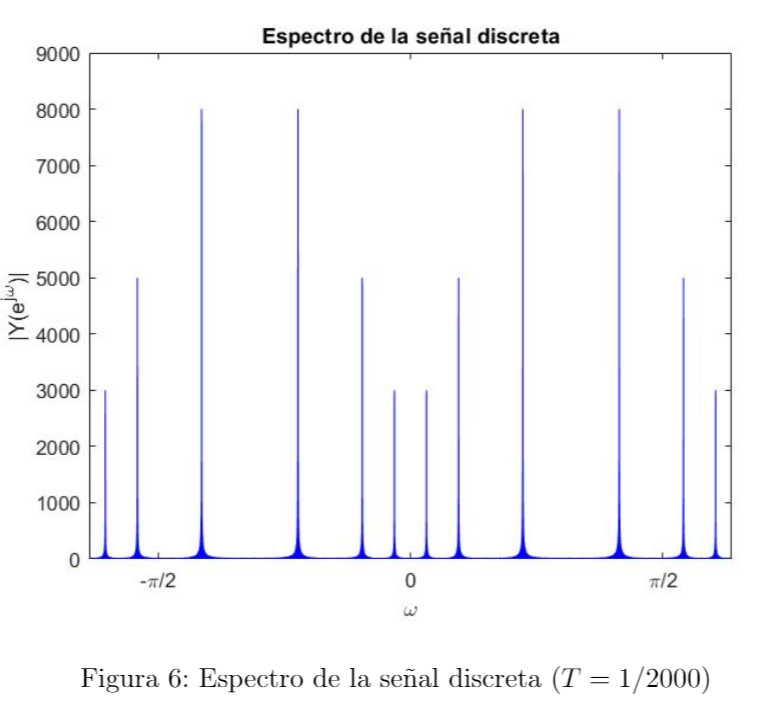 Espectro de la señal discreta
9000
8000
7000
6000
5000
4000
3000
2000
1000
0
|Y(e^{jω})|
-π/2
0
π/2
ω
Figura 6: Espectro de la señal discreta (T = 1/2000)